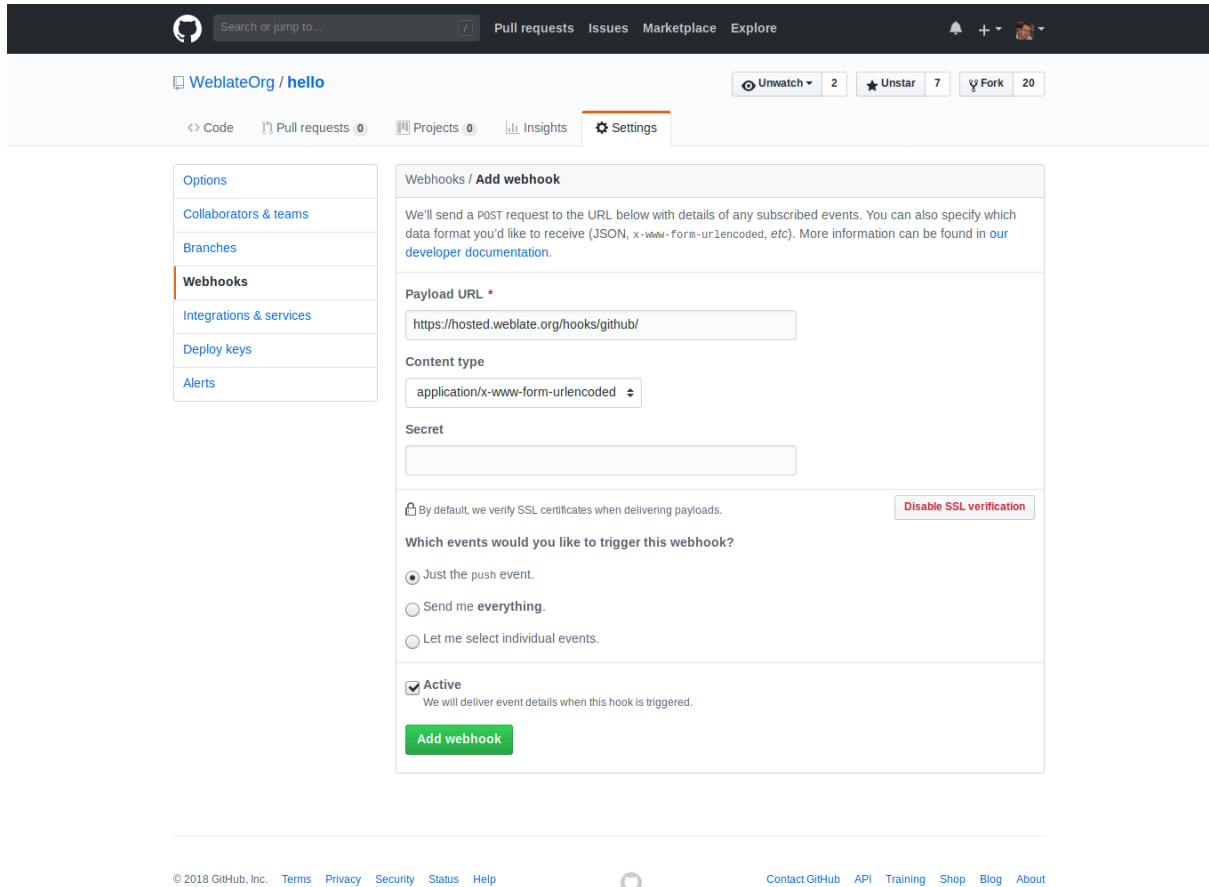 Search or jump to... / Pull requests Issues Marketplace Explore
WeblateOrg / hello Unwatch 2 Unstar 7 Fork 20
Code Pull requests 0 Projects 0 Insights Settings
Options
Collaborators & teams
Branches
Webhooks
Integrations & services
Deploy keys
Alerts
Webhooks / Add webhook
We'll send a POST request to the URL below with details of any subscribed events. You can also specify which
data format you'd like to receive (JSON, x-www-form-urlencoded, etc). More information can be found in our
developer documentation.
Payload URL *
https://hosted.weblate.org/hooks/github/
Content type
application/x-www-form-urlencoded
Secret
By default, we verify SSL certificates when delivering payloads. Disable SSL verification
Which events would you like to trigger this webhook?
Just the push event.
Send me everything.
Let me select individual events.
Active
We will deliver event details when this hook is triggered.
Add webhook
© 2018 GitHub, Inc. Terms Privacy Security Status Help Contact GitHub API Training Shop Blog About